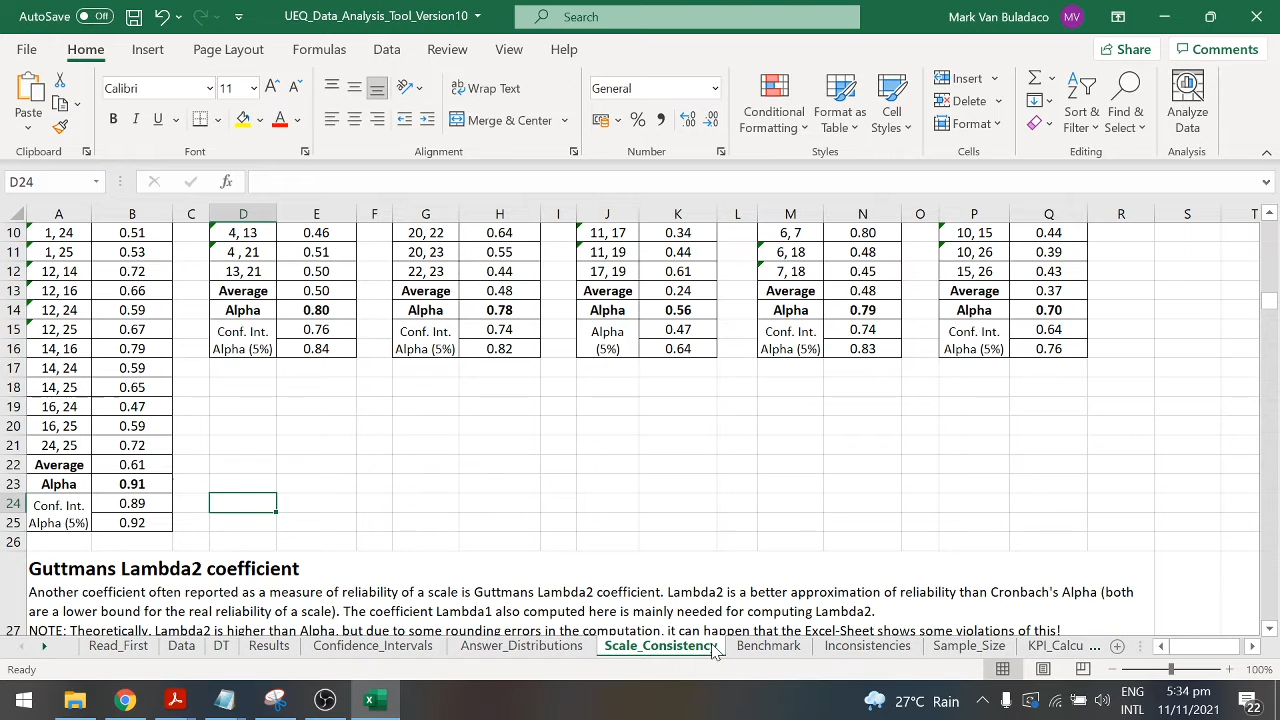 AutoSave Off UEQ_Data_Analysis_Tool_Version10 Search Mark Van Buladaco MV
File Home Insert Page Layout Formulas Data Review View Help Share Comments
Paste Calibri 11 A A ab Wrap Text General Conditional Formatting Format as Table Cell Styles Insert Σ Sort & Filter Find & Select Analyze Data
Delete
B I U A Merge & Center % , Format
Clipboard Font Alignment Number Styles Cells Editing Analysis
D24 fx
A B C D E F G H I J K L M N O P Q R S T
10 1, 24 0.51 4, 13 0.46 20, 22 0.64 11, 17 0.34 6, 7 0.80 10, 15 0.44
11 1, 25 0.53 4 , 21 0.51 20, 23 0.55 11, 19 0.44 6, 18 0.48 10, 26 0.39
12 12, 14 0.72 13, 21 0.50 22, 23 0.44 17, 19 0.61 7, 18 0.45 15, 26 0.43
13 12, 16 0.66 Average 0.50 Average 0.48 Average 0.24 Average 0.48 Average 0.37
14 12, 24 0.59 Alpha 0.80 Alpha 0.78 Alpha 0.56 Alpha 0.79 Alpha 0.70
15 12, 25 0.67 Conf. Int. 0.76 Conf. Int. 0.74 Alpha 0.47 Conf. Int. 0.74 Conf. Int. 0.64
16 14, 16 0.79 Alpha (5%) 0.84 Alpha (5%) 0.82 (5%) 0.64 Alpha (5%) 0.83 Alpha (5%) 0.76
17 14, 24 0.59
18 14, 25 0.65
19 16, 24 0.47
20 16, 25 0.59
21 24, 25 0.72
22 Average 0.61
23 Alpha 0.91
24 Conf. Int. 0.89
25 Alpha (5%) 0.92
26
Guttmans Lambda2 coefficient
Another coefficient often reported as a measure of reliability of a scale is Guttmans Lambda2 coefficient. Lambda2 is a better approximation of reliability than Cronbach's Alpha (both
are a lower bound for the real reliability of a scale). The coefficient Lambda1 also computed here is mainly needed for computing Lambda2.
27 NOTE: Theoretically, Lambda2 is higher than Alpha, but due to some rounding errors in the computation, it can happen that the Excel-Sheet shows some violations of this!
Read_First Data DT Results Confidence_Intervals Answer_Distributions Scale_Consistency Benchmark Inconsistencies Sample_Size KPI_Calcu ...
Ready 100%
27°C Rain ENG INTL 5:34 pm 11/11/2021 22